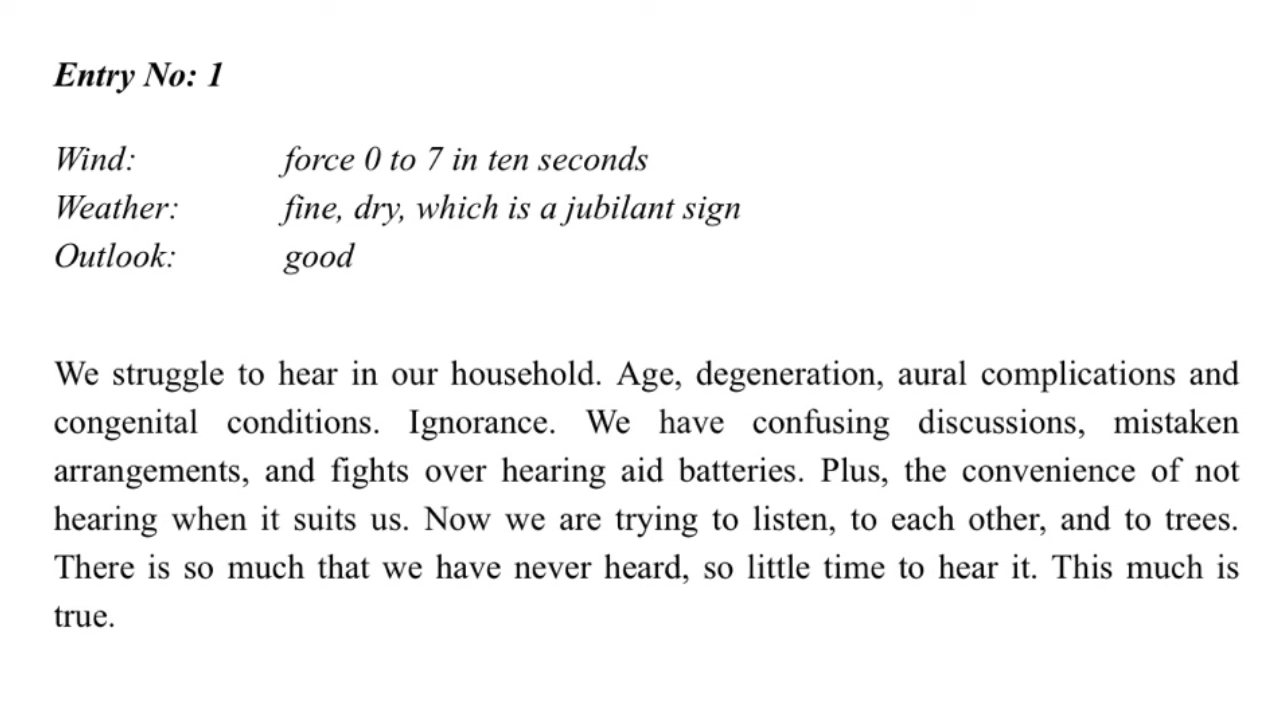 Entry No: 1
Wind: force 0 to 7 in ten seconds
Weather: fine, dry, which is a jubilant sign
Outlook: good
We struggle to hear in our household. Age, degeneration, aural complications and
congenital conditions. Ignorance. We have confusing discussions, mistaken
arrangements, and fights over hearing aid batteries. Plus, the convenience of not
hearing when it suits us. Now we are trying to listen, to each other, and to trees.
There is so much that we have never heard, so little time to hear it. This much is
true.